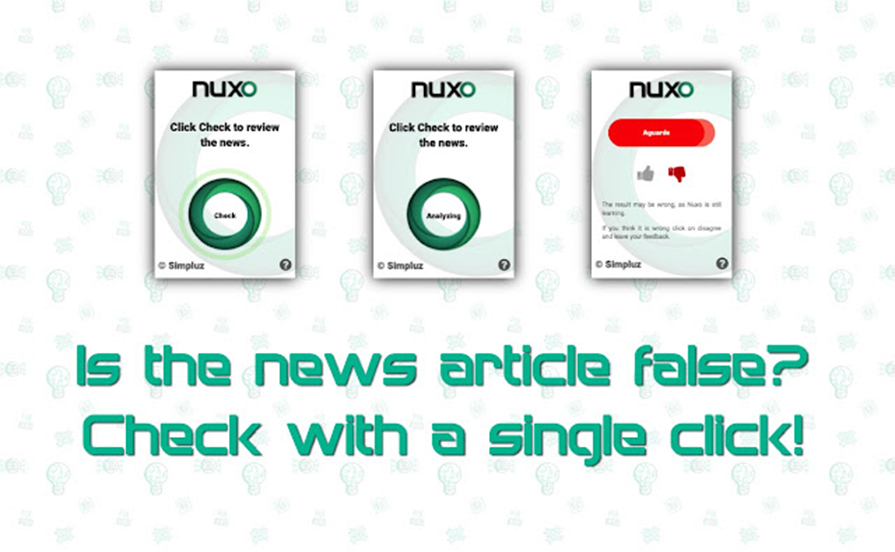 nuxo
Click Check to review
the news.
Check
© Simpluz
?
nuxo
Click Check to review
the news.
Analyzing
© Simpluz
?
nuxo
Aguarde
The result may be wrong, as Nuxo is still
learning.
If you think it is wrong click on disagree
and leave your feedback.
© Simpluz
?
Is the news article false?
Check with a single click!